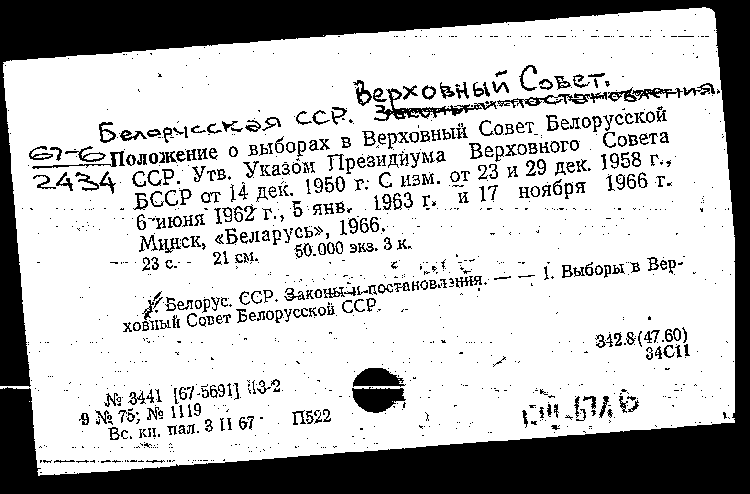 Верховный Совет.
Белорусская ССР. Законы и постановления.
67-6 Положение о выборах в Верховный Совет Белорусской
2434 ССР. Утв. Указом Президиума Верховного Совета
БССР от 14 дек. 1950 г. С изм. от 23 и 29 дек. 1958 г.,
6 июня 1962 г., 5 янв. 1963 г. и 17 ноября 1966 г.
Минск, «Беларусь», 1966.
23 с. 21 см. 50.000 экз. 3 к.
1. Белорус. ССР. Законы и постановления. — — 1. Выборы в Вер-
ховный Совет Белорусской ССР.
342.8(47.60)
34С11
№ 3441 [67-5691] П3-2
9 № 75; № 1119
Вс. кн. пал. 3 II 67 П522